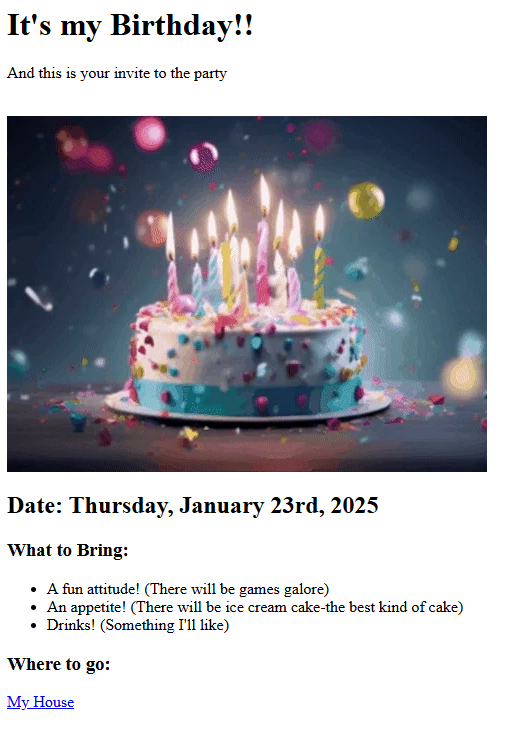 It's my Birthday!!
And this is your invite to the party
Date: Thursday, January 23rd, 2025
What to Bring:
A fun attitude! (There will be games galore)
An appetite! (There will be ice cream cake-the best kind of cake)
Drinks! (Something I'll like)
Where to go:
My House